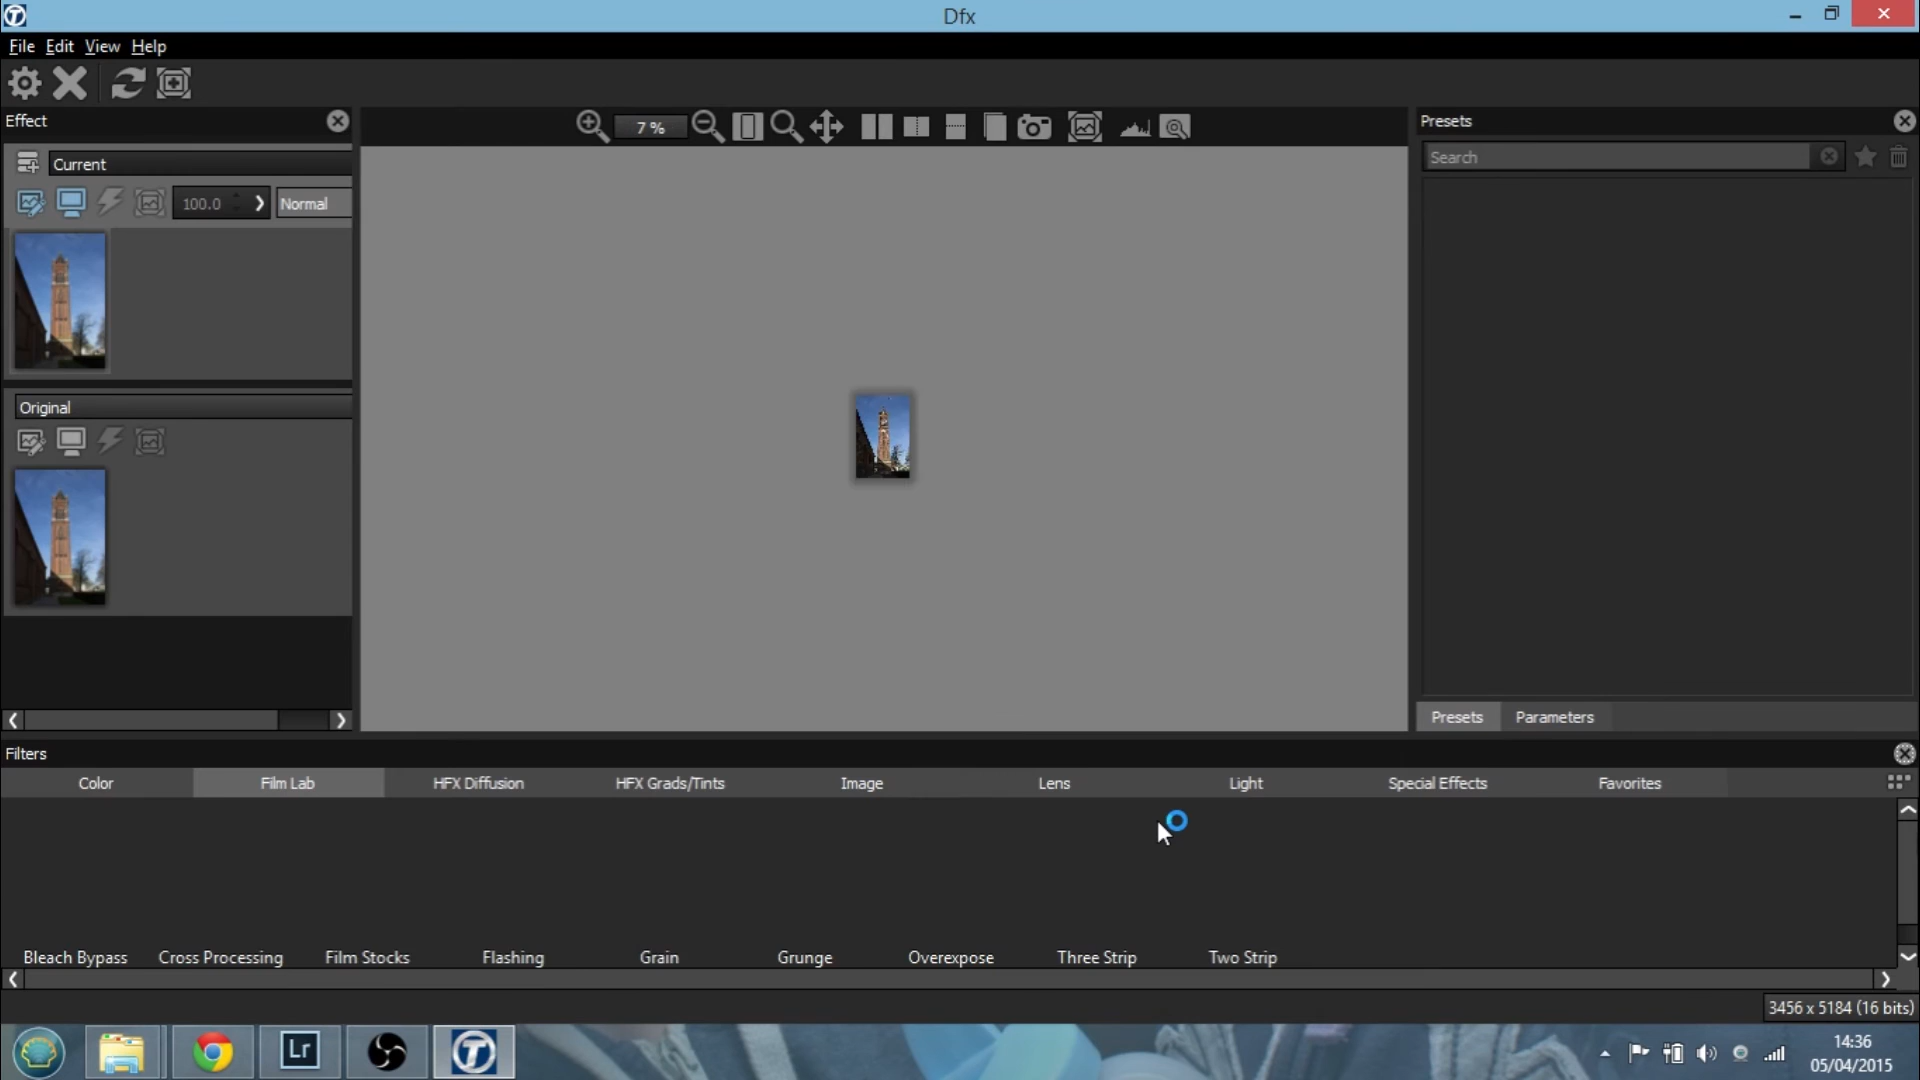 Dfx
File Edit View Help
Effect
Current
100.0 Normal
Original
7 %
Presets
Search
Presets Parameters
Filters
Color Film Lab HFX Diffusion HFX Grads/Tints Image Lens Light Special Effects Favorites
Bleach Bypass Cross Processing Film Stocks Flashing Grain Grunge Overexpose Three Strip Two Strip
3456 x 5184 (16 bits)
Lr
14:36
05/04/2015